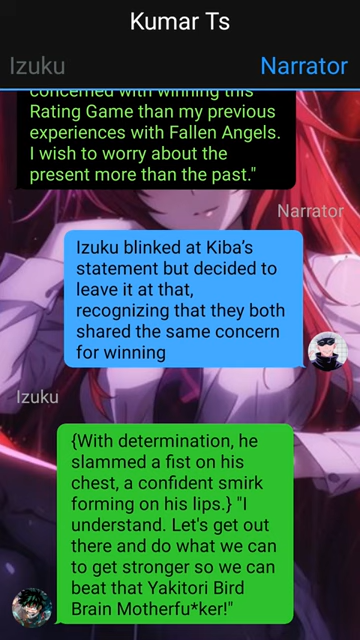 Kumar Ts
Izuku
Narrator
concerned with winning this
Rating Game than my previous
experiences with Fallen Angels.
I wish to worry about the
present more than the past."
Narrator
Izuku blinked at Kiba’s
statement but decided to
leave it at that,
recognizing that they both
shared the same concern
for winning
Izuku
{With determination, he
slammed a fist on his
chest, a confident smirk
forming on his lips.} "I
understand. Let's get out
there and do what we can
to get stronger so we can
beat that Yakitori Bird
Brain Motherfu*ker!"